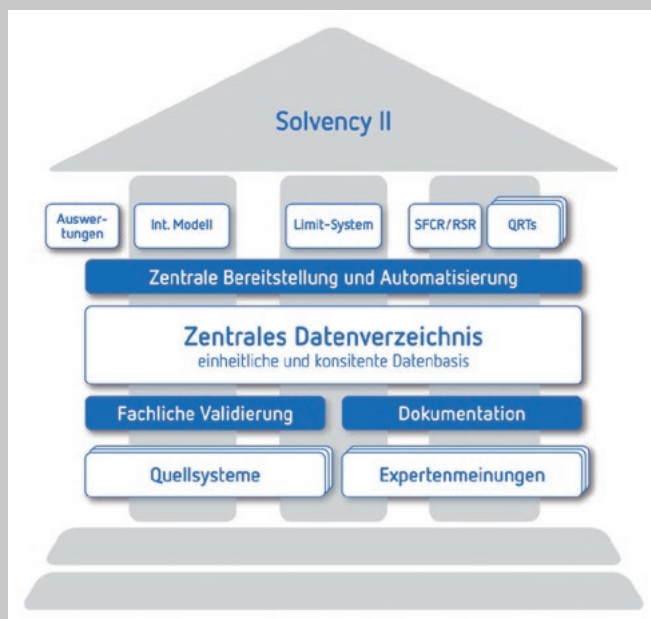 Solvency II
Auswer-
tungen
Int. Modell
Limit-System
SFCR/RSR
QRTs
Zentrale Bereitstellung und Automatisierung
Zentrales Datenverzeichnis
einheitliche und konsitente Datenbasis
Fachliche Validierung
Dokumentation
Quellsysteme
Expertenmeinungen